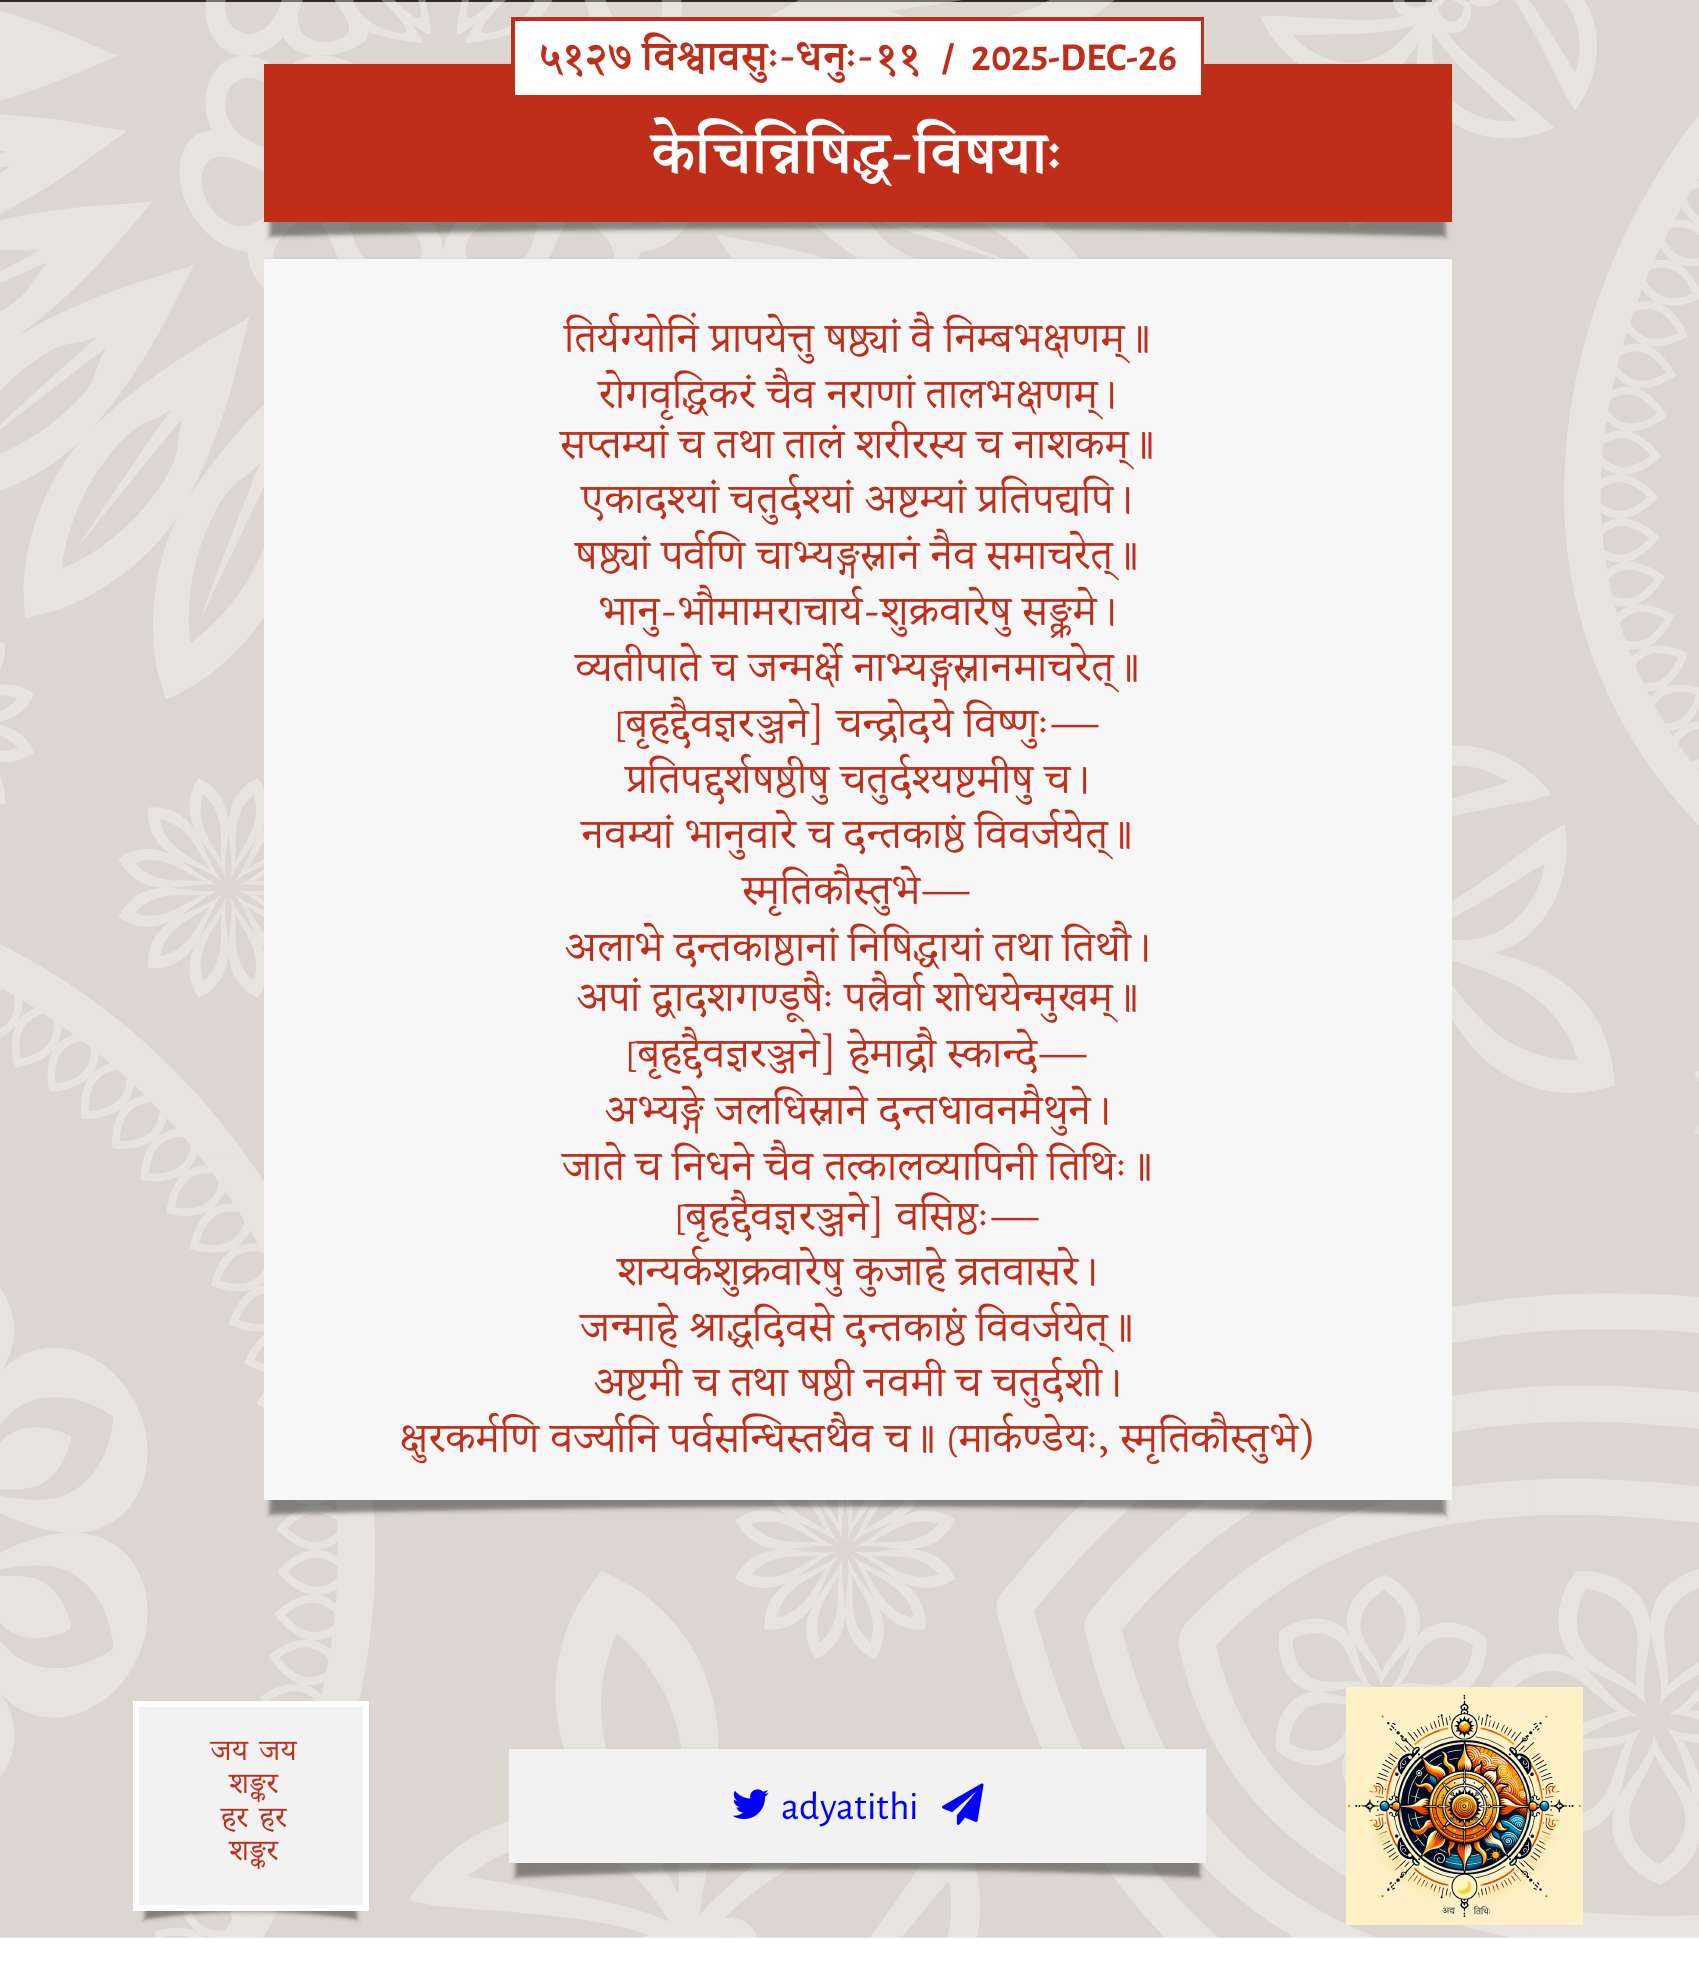 ५१२७ विश्वावसुः-धनुः-११ / 2025-DEC-26
केचिन्निषिद्ध-विषयाः
तिर्यग्योनिं प्रापयेत्तु षष्ठ्यां वै निम्बभक्षणम्॥
रोगवृद्धिकरं चैव नराणां तालभक्षणम्।
सप्तम्यां च तथा तालं शरीरस्य च नाशकम्॥
एकादश्यां चतुर्दश्यां अष्टम्यां प्रतिपद्यपि।
षष्ठ्यां पर्वणि चाभ्यङ्गस्नानं नैव समाचरेत्॥
भानु-भौमामराचार्य-शुक्रवारेषु सङ्क्रमे।
व्यतीपाते च जन्मर्क्षे नाभ्यङ्गस्नानमाचरेत्॥
[बृहद्दैवज्ञरञ्जने] चन्द्रोदये विष्णुः—
प्रतिपद्दर्शषष्ठीषु चतुर्दश्यष्टमीषु च।
नवम्यां भानुवारे च दन्तकाष्ठं विवर्जयेत्॥
स्मृतिकौस्तुभे—
अलाभे दन्तकाष्ठानां निषिद्धायां तथा तिथौ।
अपां द्वादशगण्डूषैः पत्रैर्वा शोधयेन्मुखम्॥
[बृहद्दैवज्ञरञ्जने] हेमाद्रौ स्कान्दे—
अभ्यङ्गे जलधिस्नाने दन्तधावनमैथुने।
जाते च निधने चैव तत्कालव्यापिनी तिथिः॥
[बृहद्दैवज्ञरञ्जने] वसिष्ठः—
शन्यर्कशुक्रवारेषु कुजाहे व्रतवासरे।
जन्माहे श्राद्धदिवसे दन्तकाष्ठं विवर्जयेत्॥
अष्टमी च तथा षष्ठी नवमी च चतुर्दशी।
क्षुरकर्मणि वर्ज्यानि पर्वसन्धिस्तथैव च॥ (मार्कण्डेयः, स्मृतिकौस्तुभे)
जय जय
शङ्कर
हर हर
शङ्कर
adyatithi
अद्य तिथिः